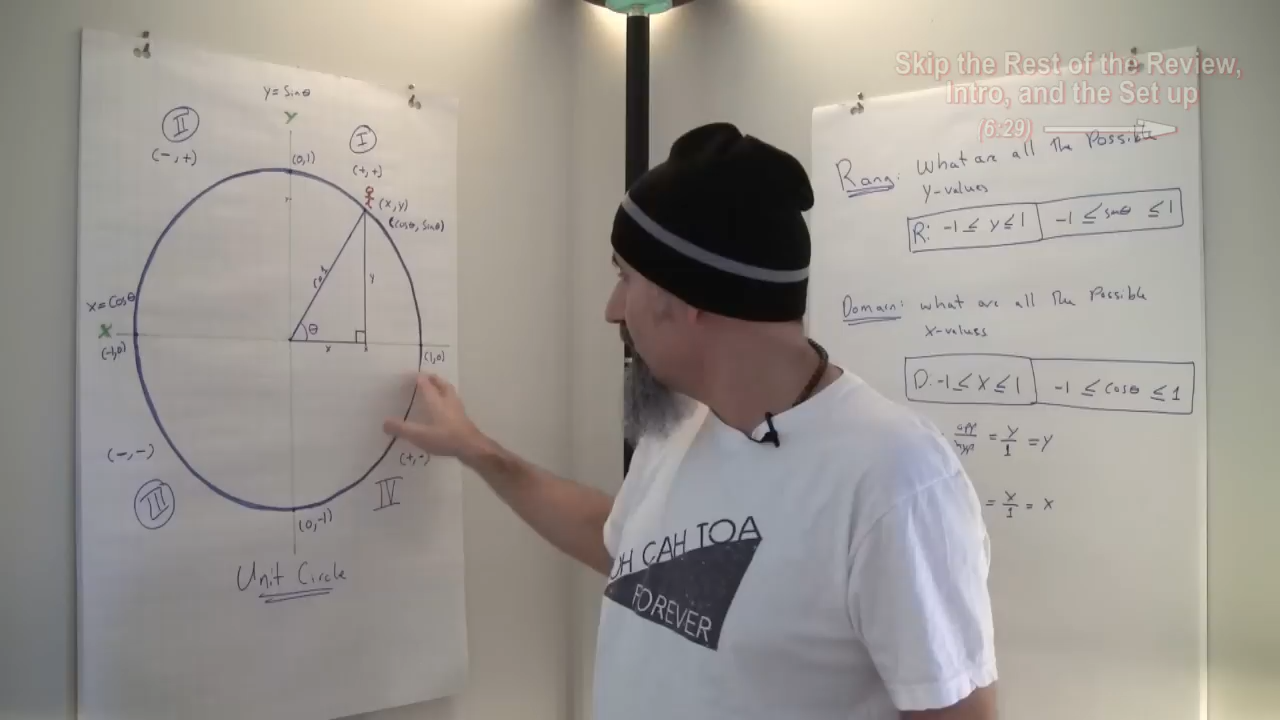 y = Sinθ
Y
II
I
(-,+)
(0,1)
(+,+)
(x,y)
(cosθ, sinθ)
y
x = Cosθ
X
θ
x
(-1,0)
(1,0)
(-,-)
(+,-
III
IV
(0,-1)
Unit Circle
Skip the Rest of the Review,
Intro, and the Set up
(6:29)
Range: What are all the Possible
Y-values
R: -1 ≤ Y ≤ 1 -1 ≤ sinθ ≤ 1
Domain: what are all the Possible
X-values
D: -1 ≤ X ≤ 1 -1 ≤ cosθ ≤ 1
opp/hyp = y/1 = y
= x/1 = x
OH CAH TOA
FOREVER